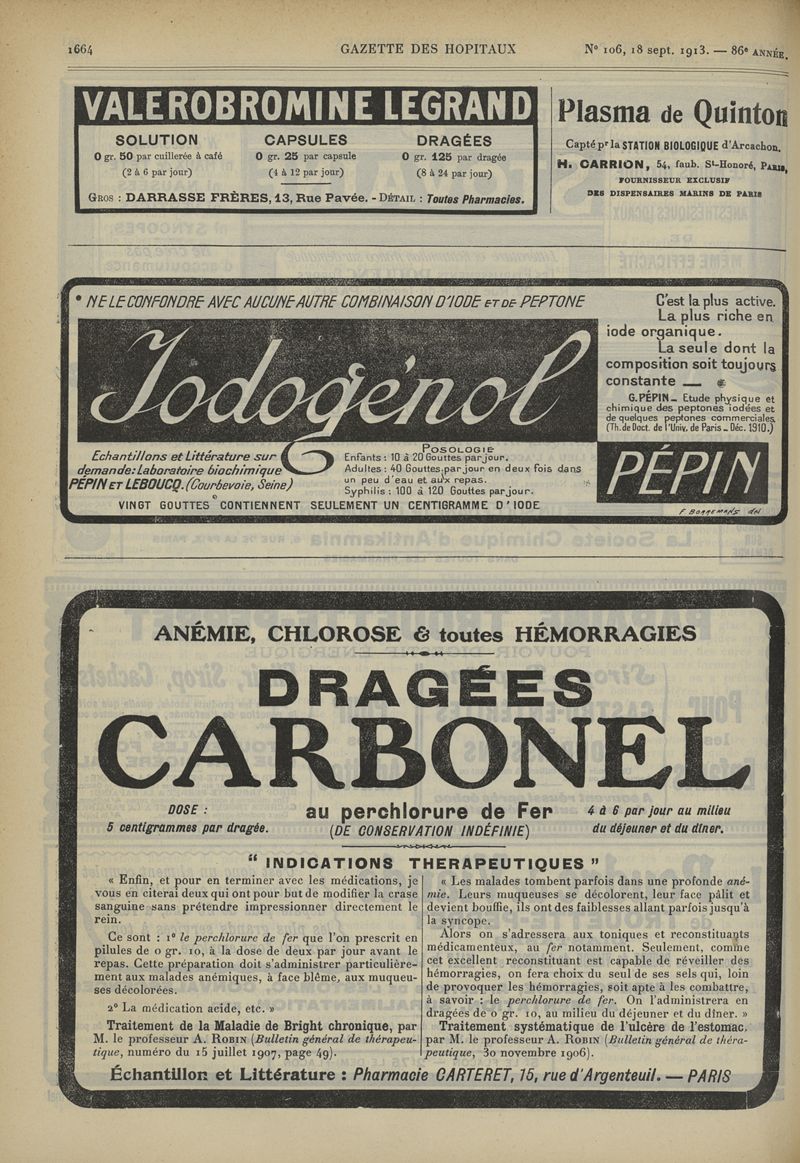 1664
GAZETTE DES HOPITAUX
N° 106, 18 sept. 1913. — 86e ANNÉE.
VALEROBROMINE LEGRAND
SOLUTION
0 gr. 50 par cuillerée à café
(2 à 6 par jour)
CAPSULES
0 gr. 25 par capsule
(4 à 12 par jour)
DRAGÉES
0 gr. 125 par dragée
(8 à 24 par jour)
GROS : DARRASSE FRÈRES, 13, Rue Pavée. - DÉTAIL : Toutes Pharmacies.
Plasma de Quinton
Capté pr la STATION BIOLOGIQUE d'Arcachon.
H. CARRION, 54, faub. St-Honoré, PARIS,
FOURNISSEUR EXCLUSIF
DES DISPENSAIRES MARINS DE PARIS
* NE LE CONFONDRE AVEC AUCUNE AUTRE COMBINAISON D'IODE ET DE PEPTONE
Iodogénol
C'est la plus active.
La plus riche en
iode organique.
La seule dont la
composition soit toujours
constante —
G. PÉPIN _ Etude physique et
chimique des peptones iodées et
de quelques peptones commerciales.
(Th. de Doct. de l'Univ. de Paris _ Déc. 1910.)
Echantillons et Littérature sur
demande: Laboratoire biochimique
PÉPIN ET LEBOUCQ. (Courbevoie, Seine)
POSOLOGIE
Enfants : 10 à 20 Gouttes par jour.
Adultes : 40 Gouttes par jour en deux fois dans
un peu d'eau et aux repas.
Syphilis : 100 à 120 Gouttes par jour.
PÉPIN
VINGT GOUTTES CONTIENNENT SEULEMENT UN CENTIGRAMME D'IODE
ANÉMIE, CHLOROSE & toutes HÉMORRAGIES
DRAGÉES
CARBONEL
DOSE :
5 centigrammes par dragée.
au perchlorure de Fer
(DE CONSERVATION INDÉFINIE)
4 à 6 par jour au milieu
du déjeuner et du dîner.
“ INDICATIONS THERAPEUTIQUES ”
« Enfin, et pour en terminer avec les médications, je
vous en citerai deux qui ont pour but de modifier la crase
sanguine sans prétendre impressionner directement le
rein.
Ce sont : 1° le perchlorure de fer que l'on prescrit en
pilules de 0 gr. 10, à la dose de deux par jour avant le
repas. Cette préparation doit s'administrer particulière-
ment aux malades anémiques, à face blême, aux muqueu-
ses décolorées.
2° La médication acide, etc. »
Traitement de la Maladie de Bright chronique, par
M. le professeur A. ROBIN (Bulletin général de thérapeu-
tique, numéro du 15 juillet 1907, page 49).
« Les malades tombent parfois dans une profonde ané-
mie. Leurs muqueuses se décolorent, leur face pâlit et
devient bouffie, ils ont des faiblesses allant parfois jusqu'à
la syncope.
Alors on s'adressera aux toniques et reconstituants
médicamenteux, au fer notamment. Seulement, comme
cet excellent reconstituant est capable de réveiller des
hémorragies, on fera choix du seul de ses sels qui, loin
de provoquer les hémorragies, soit apte à les combattre,
à savoir : le perchlorure de fer. On l'administrera en
dragées de 0 gr. 10, au milieu du déjeuner et du dîner. »
Traitement systématique de l'ulcère de l'estomac.
par M. le professeur A. ROBIN (Bulletin général de théra-
peutique, 30 novembre 1906).
Échantillon et Littérature : Pharmacie CARTERET, 15, rue d'Argenteuil. — PARIS